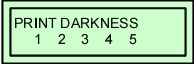 PRINT DARKNESS
1 2 3 4 5